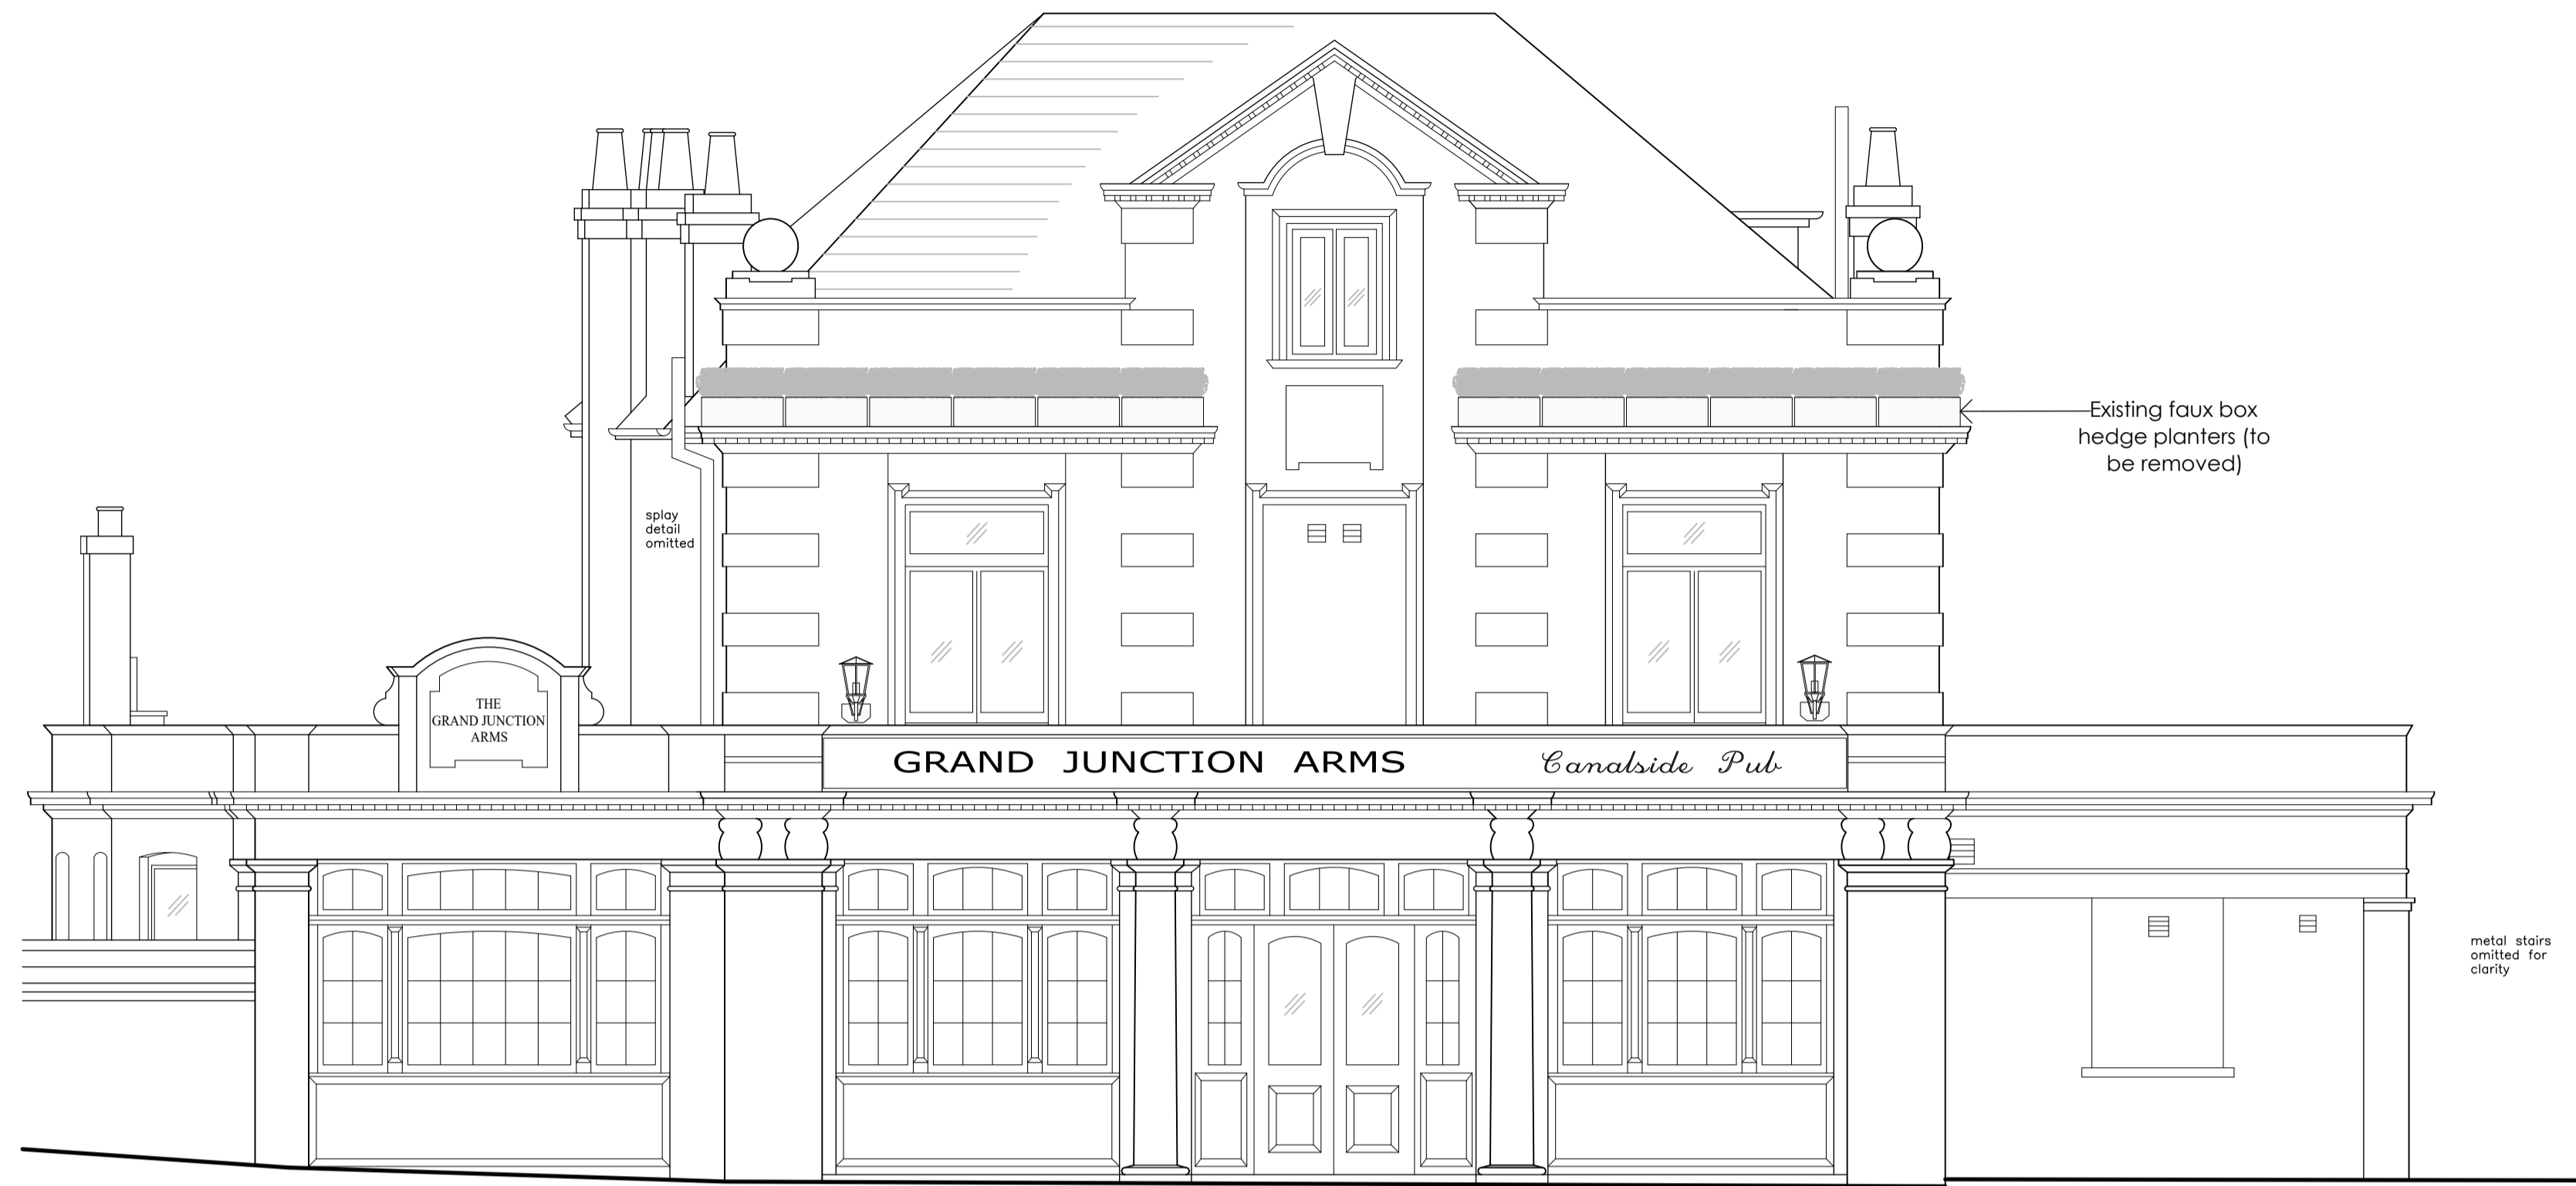 Existing faux box
hedge planters (to
be removed)
splay
detail
omitted
THE
GRAND JUNCTION
ARMS
GRAND JUNCTION ARMS Canalside Pub
metal stairs
omitted for
clarity